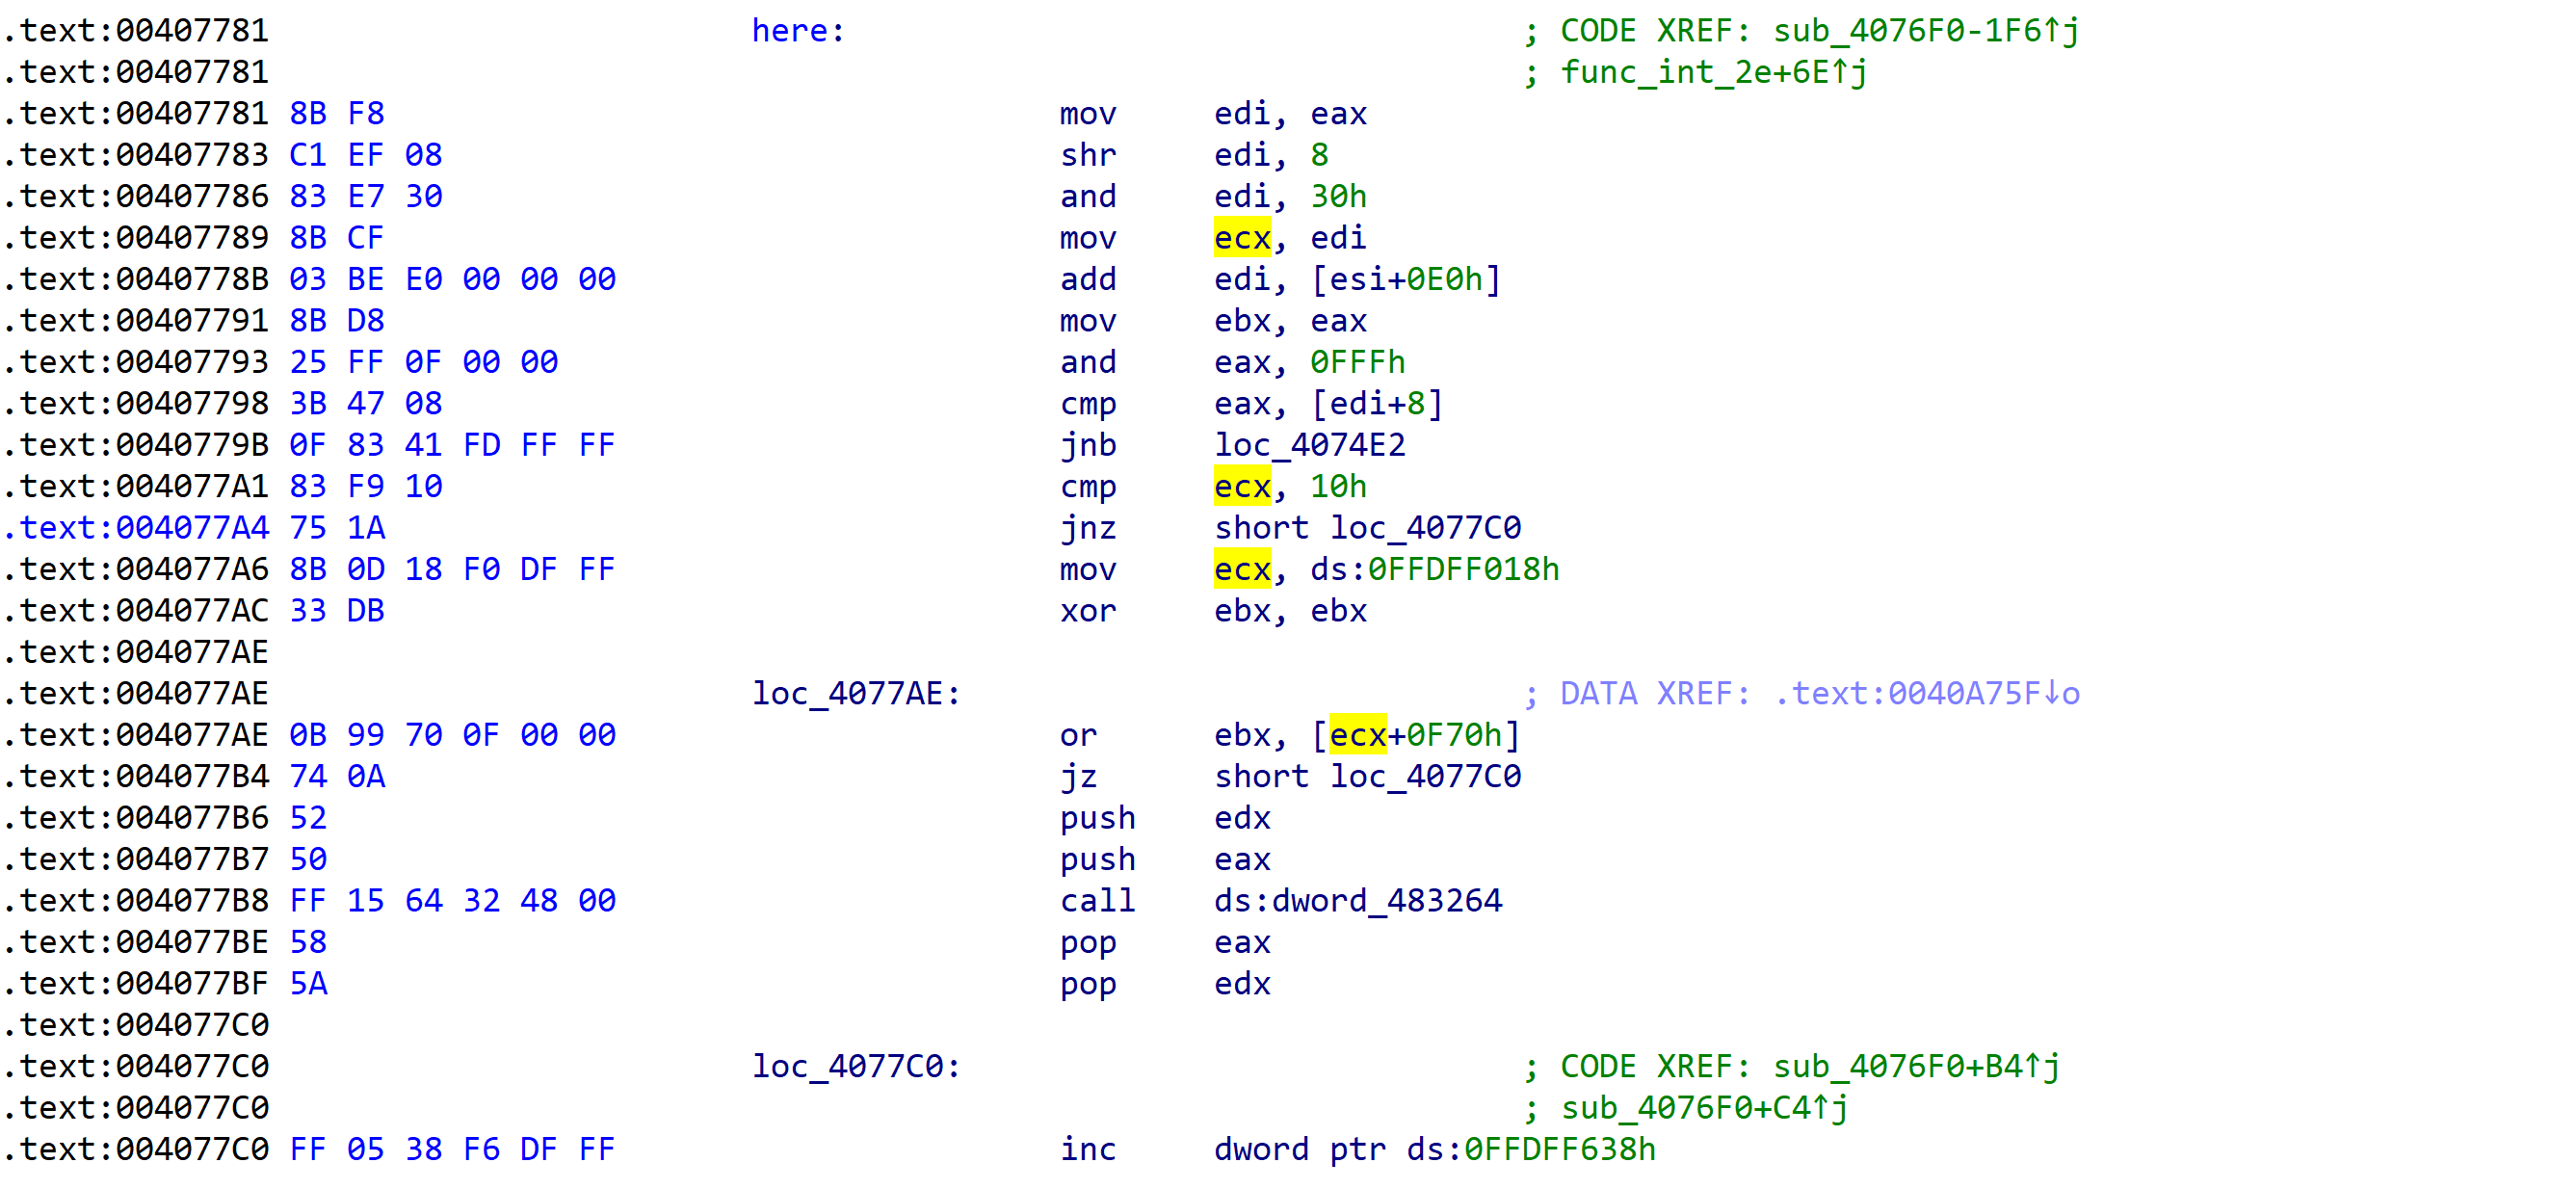 .text:00407781 here: ; CODE XREF: sub_4076F0-1F6↑j
.text:00407781 ; func_int_2e+6E↑j
.text:00407781 8B F8 mov edi, eax
.text:00407783 C1 EF 08 shr edi, 8
.text:00407786 83 E7 30 and edi, 30h
.text:00407789 8B CF mov ecx, edi
.text:0040778B 03 BE E0 00 00 00 add edi, [esi+0E0h]
.text:00407791 8B D8 mov ebx, eax
.text:00407793 25 FF 0F 00 00 and eax, 0FFFh
.text:00407798 3B 47 08 cmp eax, [edi+8]
.text:0040779B 0F 83 41 FD FF FF jnb loc_4074E2
.text:004077A1 83 F9 10 cmp ecx, 10h
.text:004077A4 75 1A jnz short loc_4077C0
.text:004077A6 8B 0D 18 F0 DF FF mov ecx, ds:0FFDFF018h
.text:004077AC 33 DB xor ebx, ebx
.text:004077AE
.text:004077AE loc_4077AE: ; DATA XREF: .text:0040A75F↓o
.text:004077AE 0B 99 70 0F 00 00 or ebx, [ecx+0F70h]
.text:004077B4 74 0A jz short loc_4077C0
.text:004077B6 52 push edx
.text:004077B7 50 push eax
.text:004077B8 FF 15 64 32 48 00 call ds:dword_483264
.text:004077BE 58 pop eax
.text:004077BF 5A pop edx
.text:004077C0
.text:004077C0 loc_4077C0: ; CODE XREF: sub_4076F0+B4↑j
.text:004077C0 ; sub_4076F0+C4↑j
.text:004077C0 FF 05 38 F6 DF FF inc dword ptr ds:0FFDFF638h